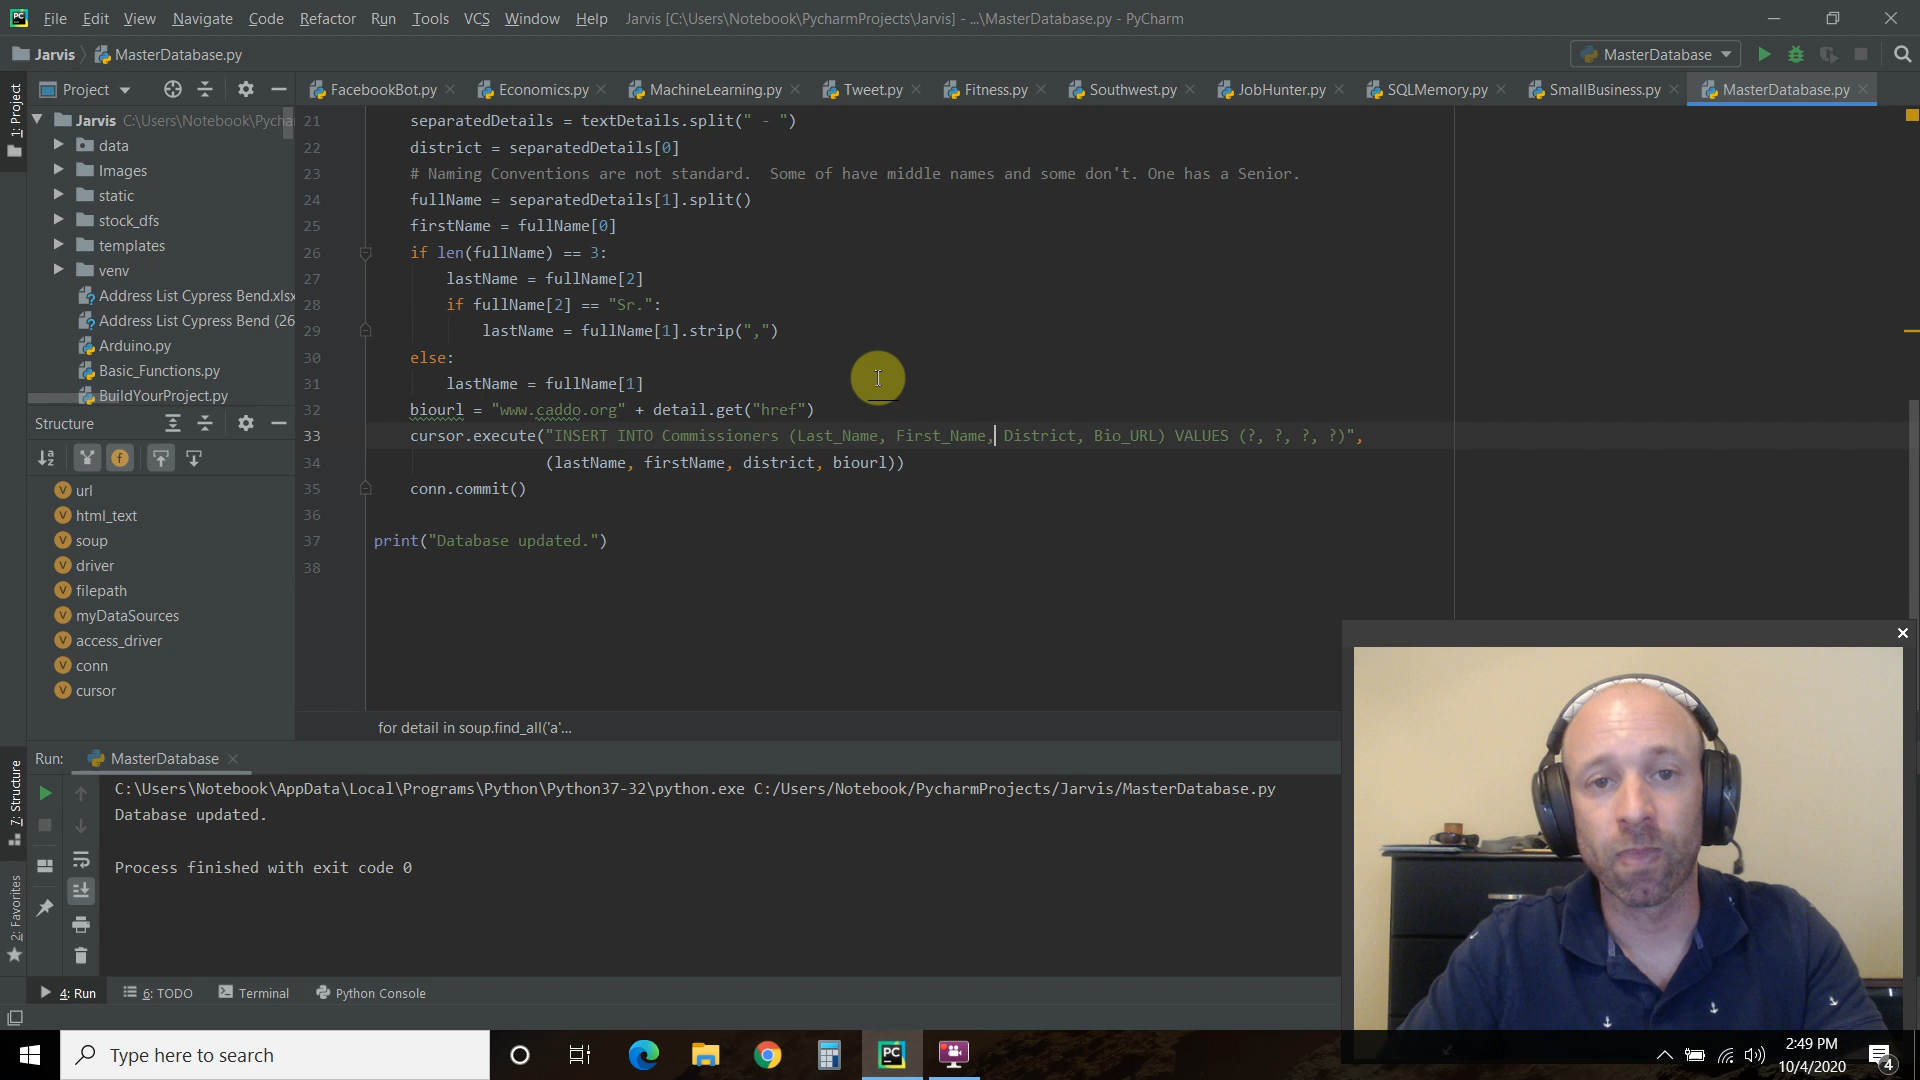 File Edit View Navigate Code Refactor Run Tools VCS Window Help Jarvis [C:\Users\Notebook\PycharmProjects\Jarvis] - ...\MasterDatabase.py - PyCharm
Jarvis MasterDatabase.py MasterDatabase
1: Project Project FacebookBot.py Economics.py MachineLearning.py Tweet.py Fitness.py Southwest.py JobHunter.py SQLMemory.py SmallBusiness.py MasterDatabase.py
Jarvis C:\Users\Notebook\Pycha
data
Images
static
stock_dfs
templates
venv
Address List Cypress Bend.xlsx
Address List Cypress Bend (26
Arduino.py
Basic_Functions.py
BuildYourProject.py
21 separatedDetails = textDetails.split(" - ")
22 district = separatedDetails[0]
23 # Naming Conventions are not standard.  Some of have middle names and some don't. One has a Senior.
24 fullName = separatedDetails[1].split()
25 firstName = fullName[0]
26 if len(fullName) == 3:
27 lastName = fullName[2]
28 if fullName[2] == "Sr.":
29 lastName = fullName[1].strip(",")
30 else:
31 lastName = fullName[1]
32 biourl = "www.caddo.org" + detail.get("href")
33 cursor.execute("INSERT INTO Commissioners (Last_Name, First_Name, District, Bio_URL) VALUES (?, ?, ?, ?)",
34 (lastName, firstName, district, biourl))
35 conn.commit()
36
37 print("Database updated.")
38
for detail in soup.find_all('a'...
Structure
url
html_text
soup
driver
filepath
myDataSources
access_driver
conn
cursor
7: Structure
2: Favorites
Run: MasterDatabase
C:\Users\Notebook\AppData\Local\Programs\Python\Python37-32\python.exe C:/Users/Notebook/PycharmProjects/Jarvis/MasterDatabase.py
Database updated.
Process finished with exit code 0
4: Run 6: TODO Terminal Python Console
Type here to search
PC
2:49 PM
10/4/2020
4